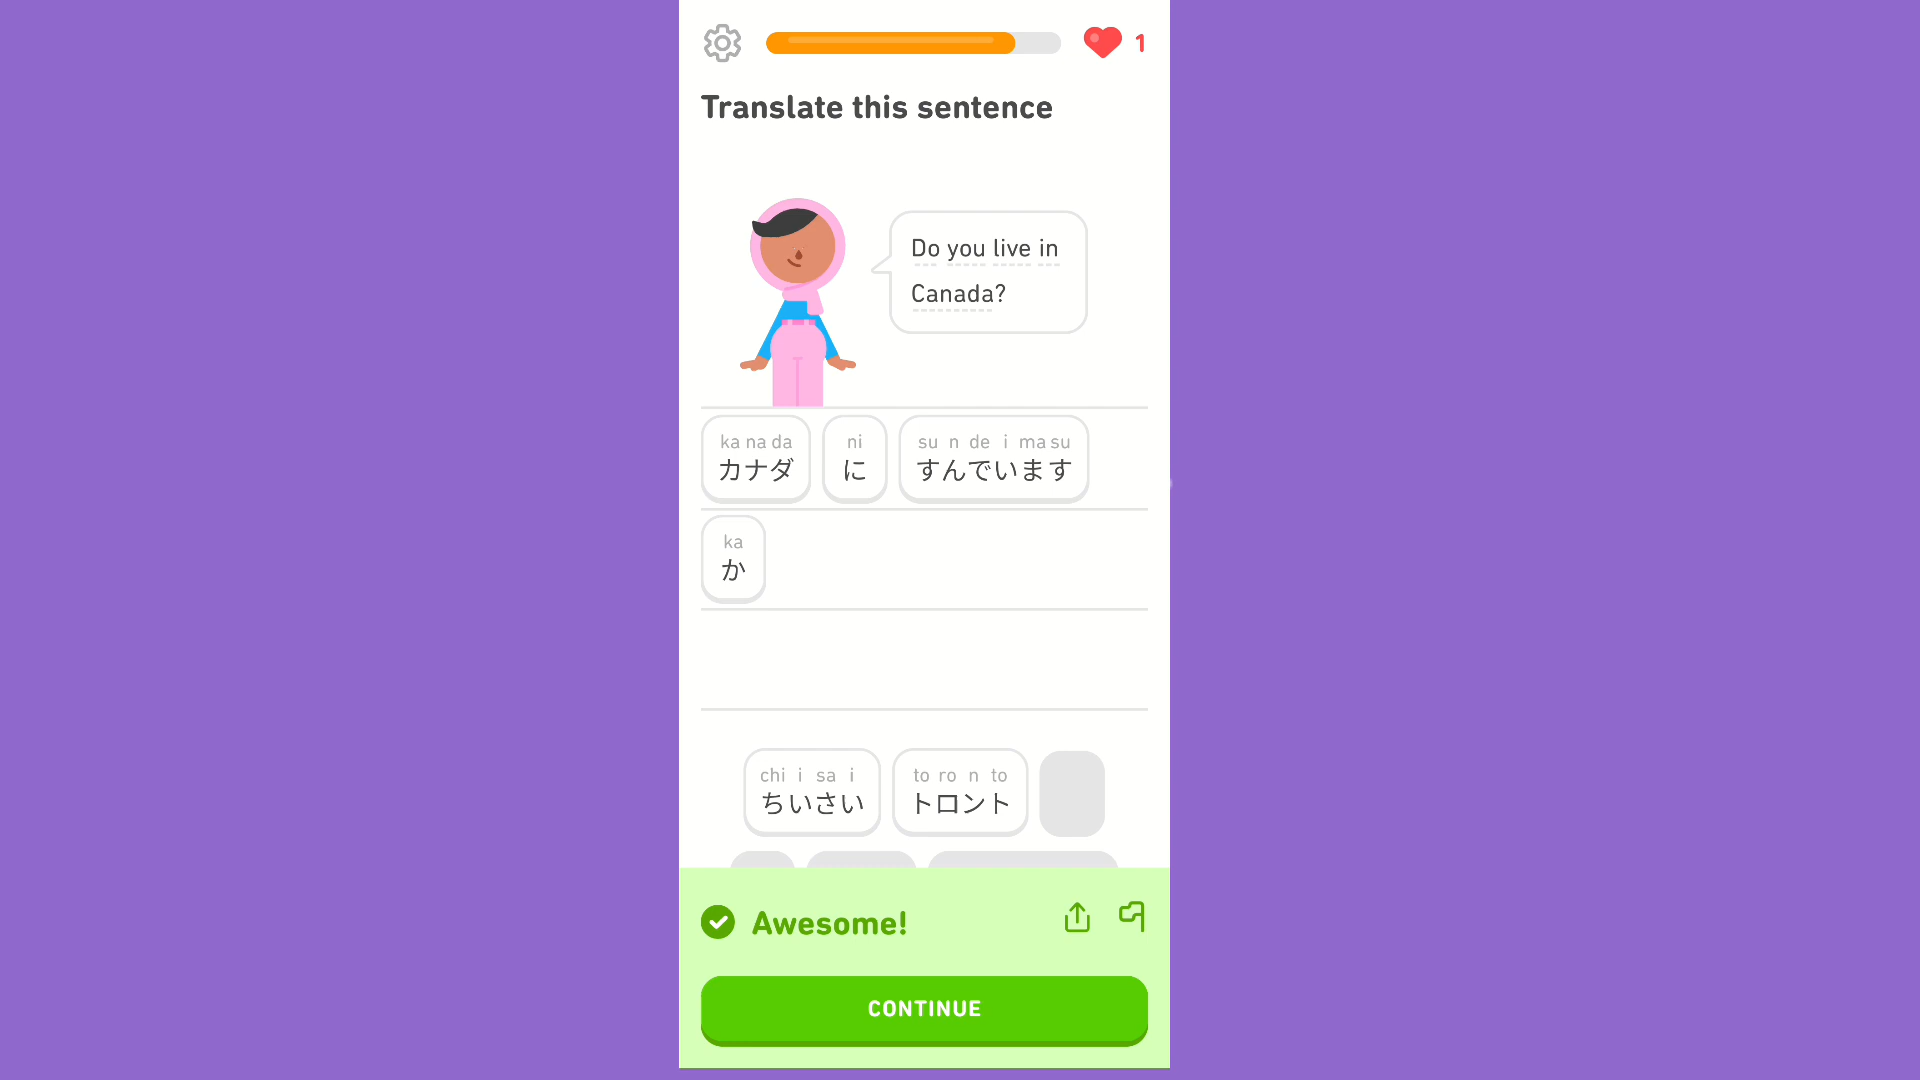 1
Translate this sentence
Do you live in
Canada?
ka na da ni su n de i ma su
カナダ に すんでいます
ka
か
chi i sa i to ro n to
ちいさい トロント
Awesome!
CONTINUE